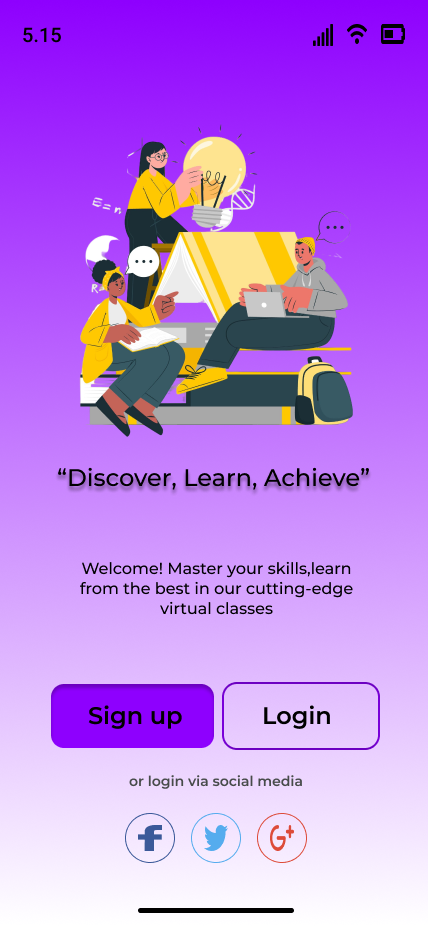 5.15
E=
“Discover, Learn, Achieve”
Welcome! Master your skills,learn
from the best in our cutting-edge
virtual classes
Sign up
Login
or login via social media